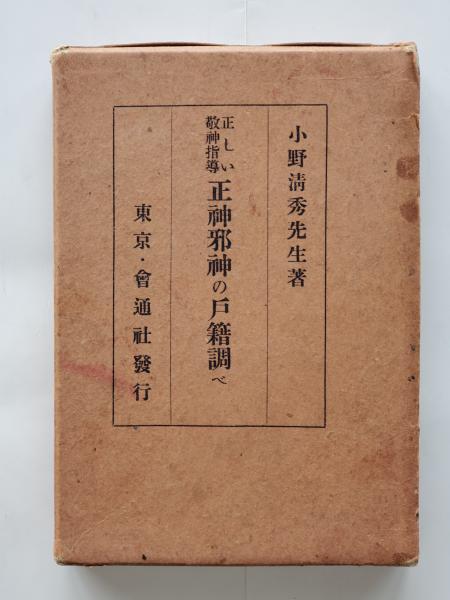 小野淸秀先生著
正しい
敬神指導
正神邪神の戸籍調べ
東京・會通社發行